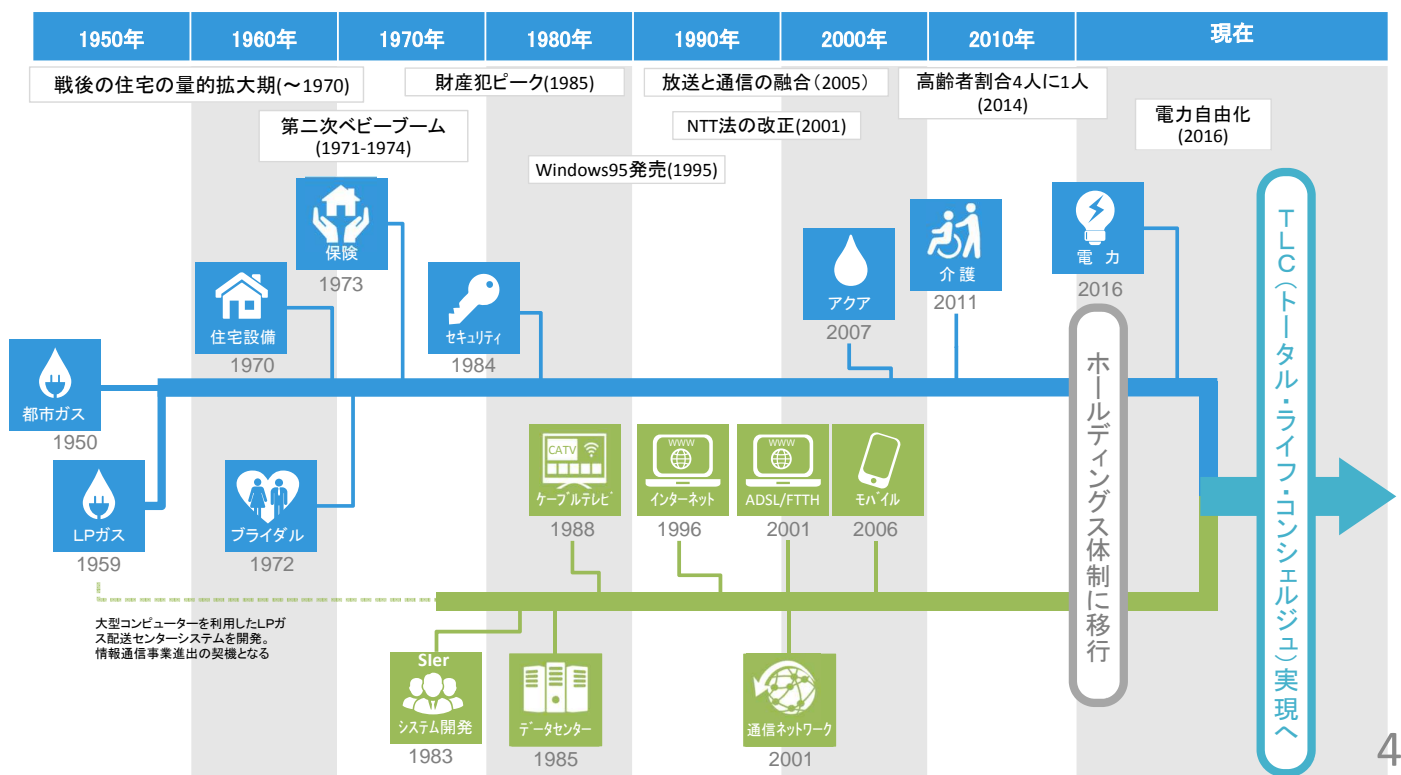 1950年
1960年
1970年
1980年
1990年
2000年
2010年
現在
戦後の住宅の量的拡大期(~1970)
財産犯ピーク(1985)
放送と通信の融合(2005)
高齢者割合4人に1人
(2014)
第二次ベビーブーム
(1971-1974)
NTT法の改正(2001)
電力自由化
(2016)
Windows95発売(1995)
保険
1973
住宅設備
1970
セキュリティ
1984
アクア
2007
介護
2011
電 力
2016
都市ガス
1950
LPガス
1959
ブライダル
1972
CATV
ケーブルテレビ
1988
WWW
インターネット
1996
WWW
ADSL/FTTH
2001
モバイル
2006
大型コンピューターを利用したLPガ
ス配送センターシステムを開発。
情報通信事業進出の契機となる
SIer
システム開発
1983
データセンター
1985
通信ネットワーク
2001
ホールディングス体制に移行
TLC(トータル・ライフ・コンシェルジュ)実現へ
4